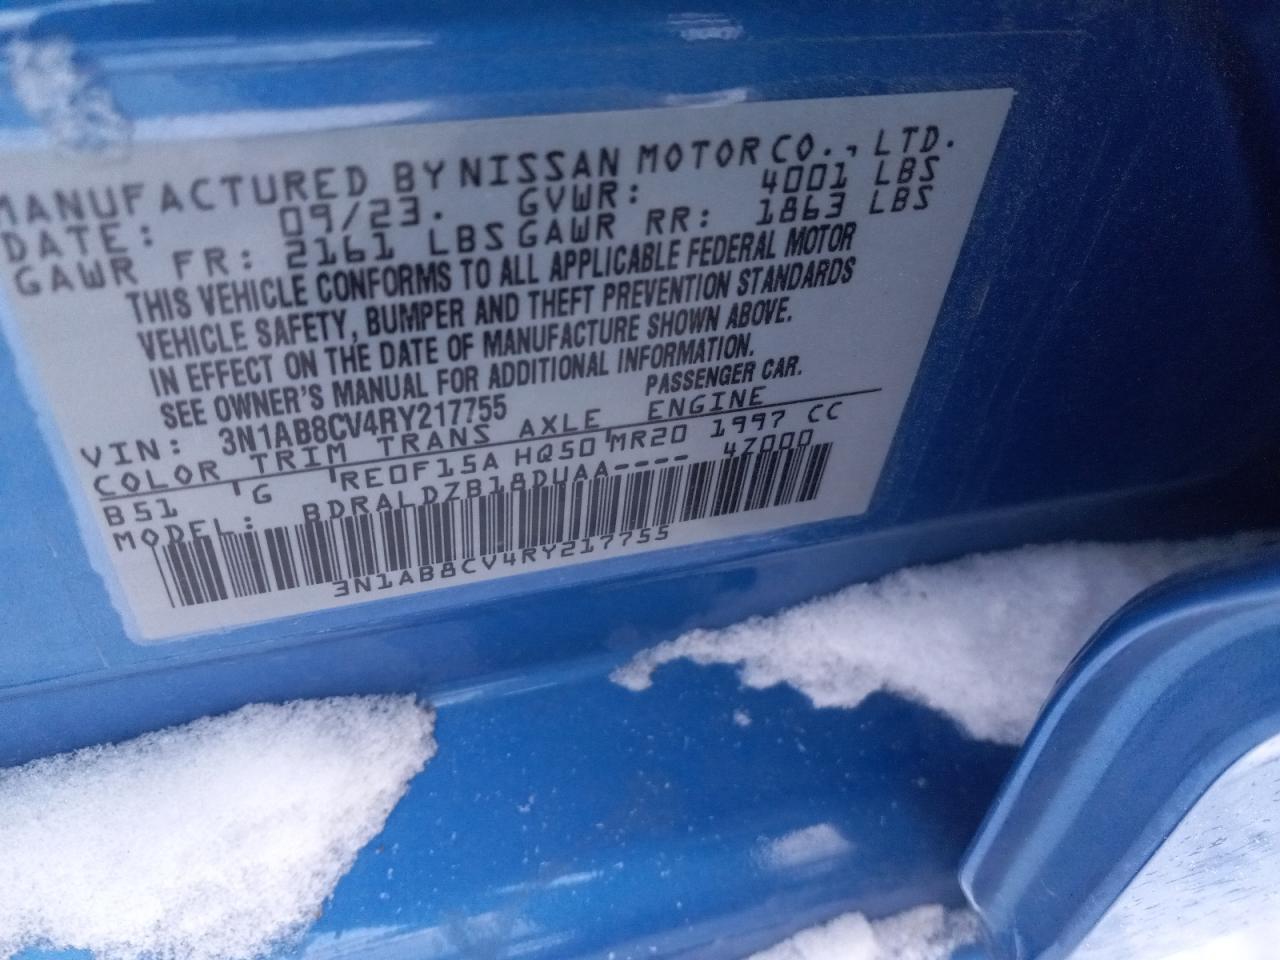 MANUFACTURED BY NISSAN MOTOR CO., LTD.
DATE: 09/23. GVWR: 4001 LBS
GAWR FR: 2161 LBS GAWR RR: 1863 LBS
THIS VEHICLE CONFORMS TO ALL APPLICABLE FEDERAL MOTOR
VEHICLE SAFETY, BUMPER AND THEFT PREVENTION STANDARDS
IN EFFECT ON THE DATE OF MANUFACTURE SHOWN ABOVE.
SEE OWNER'S MANUAL FOR ADDITIONAL INFORMATION.
VIN: 3N1AB8CV4RY217755 PASSENGER CAR.
COLOR TRIM TRANS AXLE ENGINE
B51 G RE0F15A HQ50 MR20 1997 CC
MODEL: BDRALDZB18DUAA---- 4Z000
3N1AB8CV4RY217755